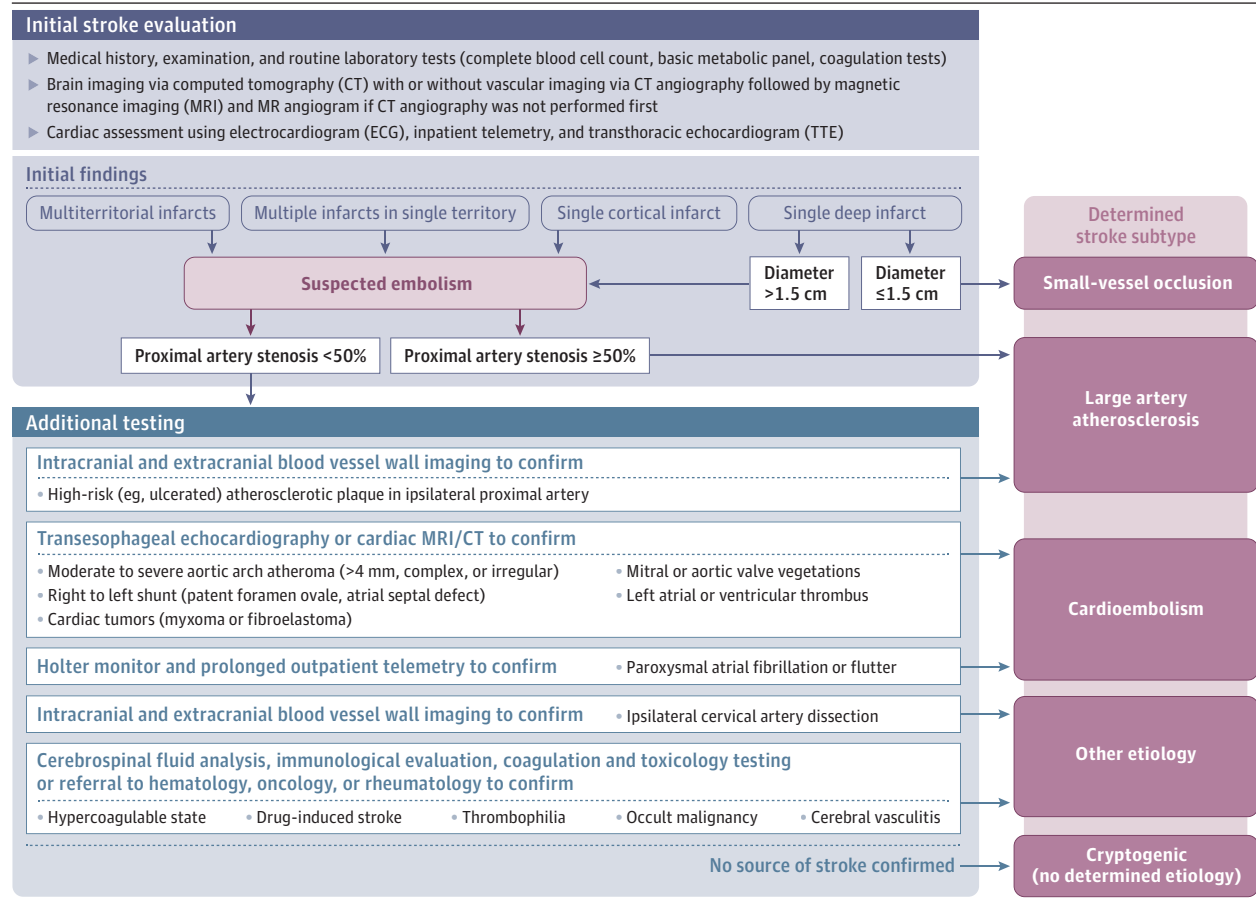 Initial stroke evaluation
▶ Medical history, examination, and routine laboratory tests (complete blood cell count, basic metabolic panel, coagulation tests)
▶ Brain imaging via computed tomography (CT) with or without vascular imaging via CT angiography followed by magnetic
resonance imaging (MRI) and MR angiogram if CT angiography was not performed first
▶ Cardiac assessment using electrocardiogram (ECG), inpatient telemetry, and transthoracic echocardiogram (TTE)
Initial findings
Multiterritorial infarcts
Multiple infarcts in single territory
Single cortical infarct
Single deep infarct
Suspected embolism
Diameter
>1.5 cm
Diameter
≤1.5 cm
Proximal artery stenosis <50%
Proximal artery stenosis ≥50%
Determined
stroke subtype
Small-vessel occlusion
Large artery
atherosclerosis
Additional testing
Intracranial and extracranial blood vessel wall imaging to confirm
• High-risk (eg, ulcerated) atherosclerotic plaque in ipsilateral proximal artery
Transesophageal echocardiography or cardiac MRI/CT to confirm
• Moderate to severe aortic arch atheroma (>4 mm, complex, or irregular)
• Right to left shunt (patent foramen ovale, atrial septal defect)
• Cardiac tumors (myxoma or fibroelastoma)
• Mitral or aortic valve vegetations
• Left atrial or ventricular thrombus
Cardioembolism
Holter monitor and prolonged outpatient telemetry to confirm
• Paroxysmal atrial fibrillation or flutter
Intracranial and extracranial blood vessel wall imaging to confirm
• Ipsilateral cervical artery dissection
Other etiology
Cerebrospinal fluid analysis, immunological evaluation, coagulation and toxicology testing
or referral to hematology, oncology, or rheumatology to confirm
• Hypercoagulable state
• Drug-induced stroke
• Thrombophilia
• Occult malignancy
• Cerebral vasculitis
No source of stroke confirmed
Cryptogenic
(no determined etiology)